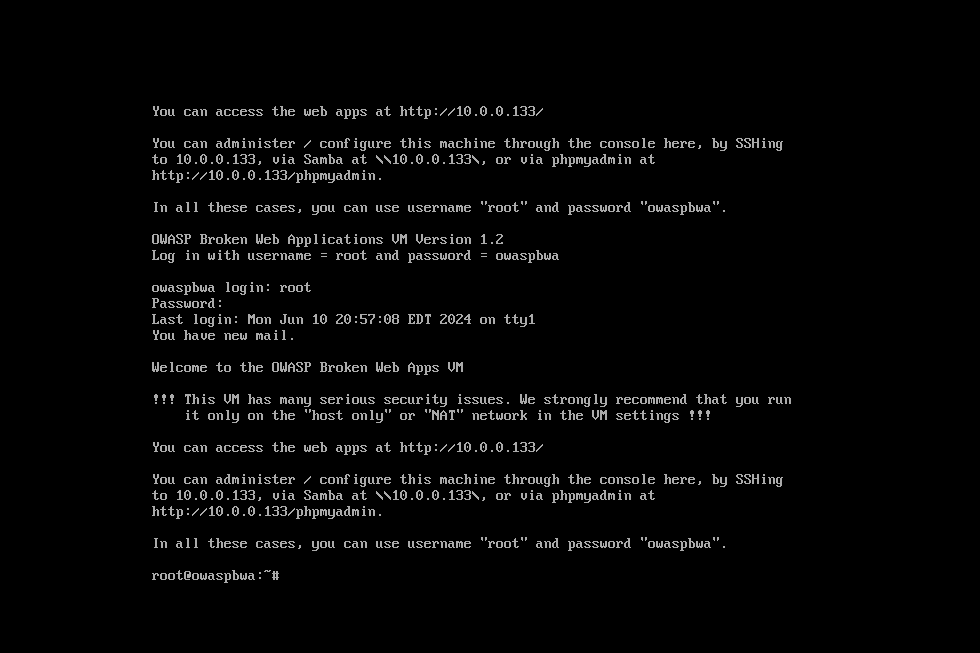 You can access the web apps at http://10.0.0.133/
You can administer / configure this machine through the console here, by SSHing
to 10.0.0.133, via Samba at \\10.0.0.133\, or via phpmyadmin at
http://10.0.0.133/phpmyadmin.
In all these cases, you can use username "root" and password "owaspbwa".
OWASP Broken Web Applications VM Version 1.2
Log in with username = root and password = owaspbwa
owaspbwa login: root
Password:
Last login: Mon Jun 10 20:57:08 EDT 2024 on tty1
You have new mail.
Welcome to the OWASP Broken Web Apps VM
!!! This VM has many serious security issues. We strongly recommend that you run
    it only on the "host only" or "NAT" network in the VM settings !!!
You can access the web apps at http://10.0.0.133/
You can administer / configure this machine through the console here, by SSHing
to 10.0.0.133, via Samba at \\10.0.0.133\, or via phpmyadmin at
http://10.0.0.133/phpmyadmin.
In all these cases, you can use username "root" and password "owaspbwa".
root@owaspbwa:~#